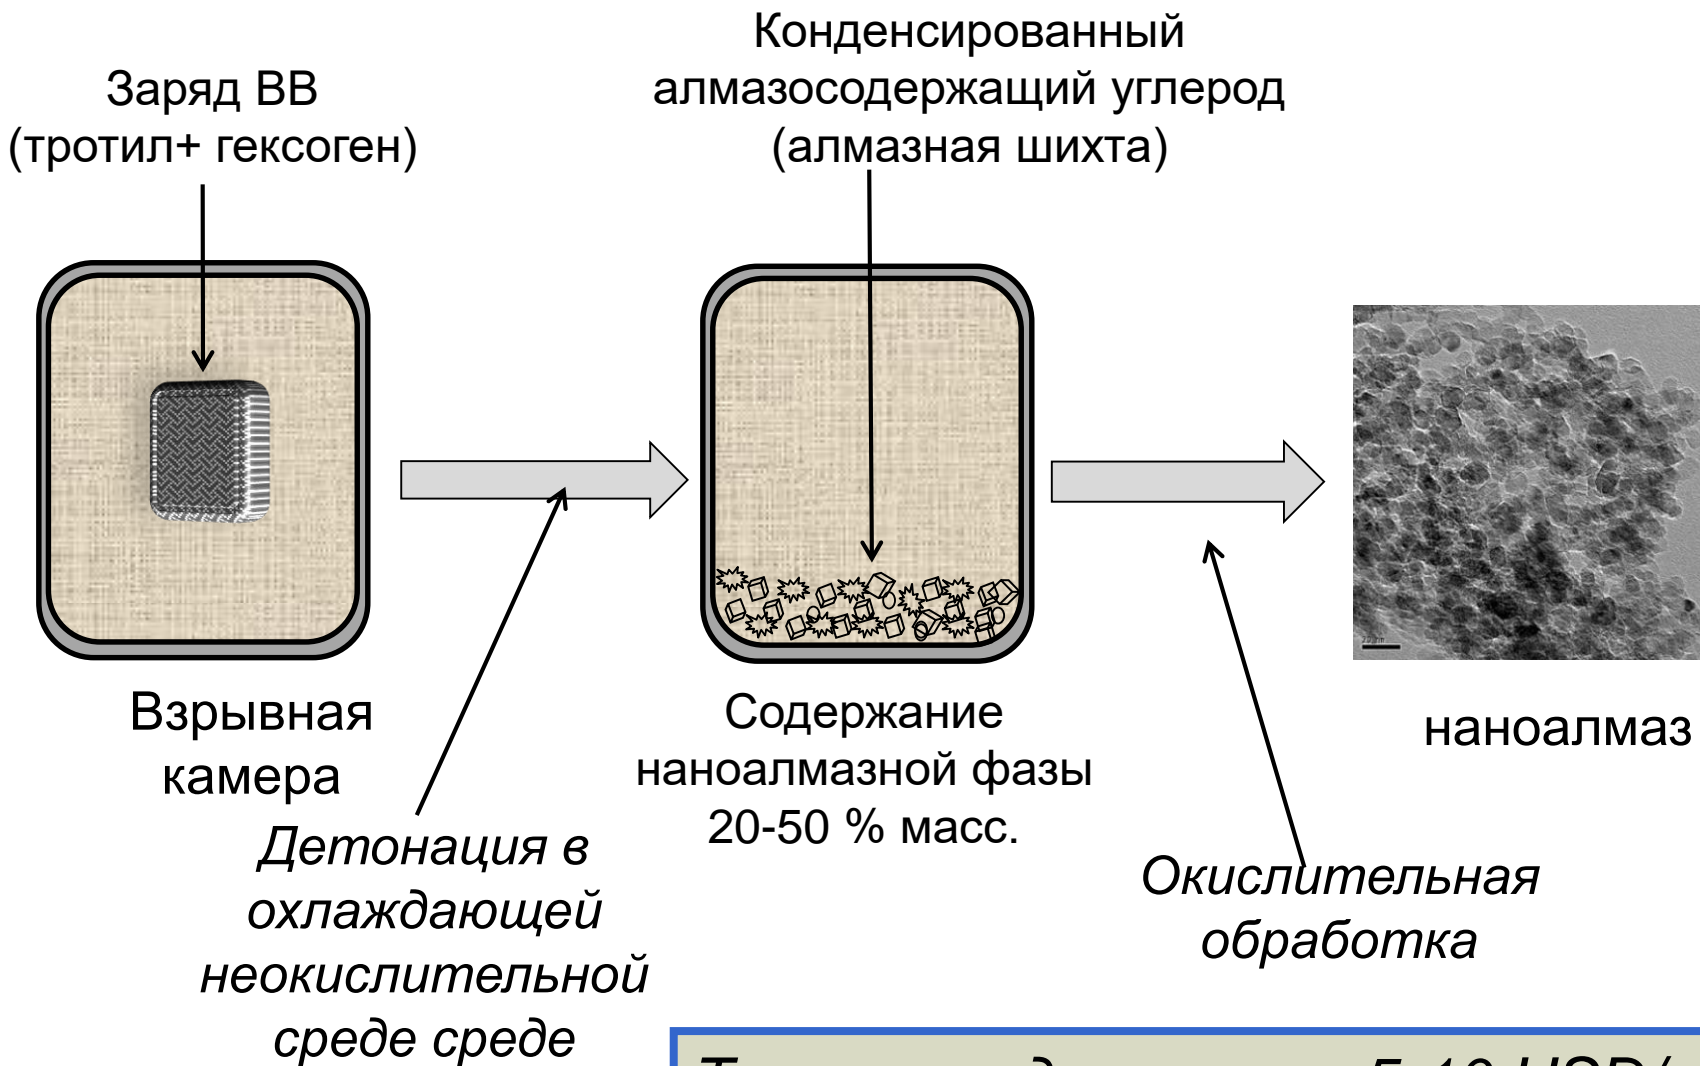 Заряд ВВ
(тротил+ гексоген)
Конденсированный
алмазосодержащий углерод
(алмазная шихта)
Взрывная
камера
Содержание
наноалмазной фазы
20-50 % масс.
наноалмаз
Детонация в
охлаждающей
неокислительной
среде среде
Окислительная
обработка